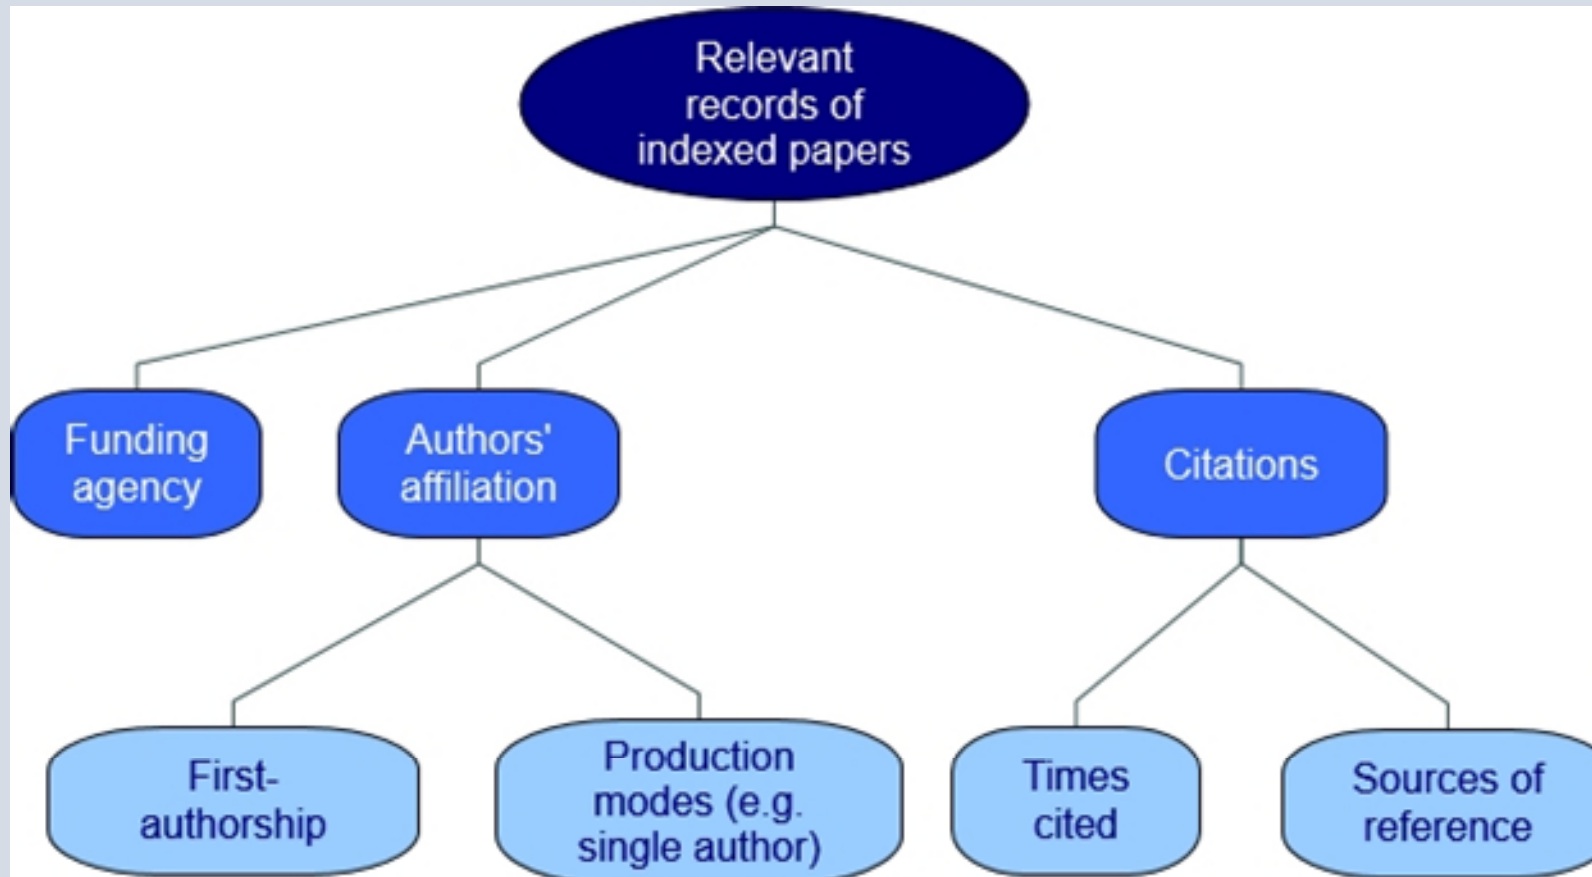 Relevant
records of
indexed papers
Funding
agency
Authors'
affiliation
Citations
First-
authorship
Production
modes (e.g.
single author)
Times
cited
Sources of
reference